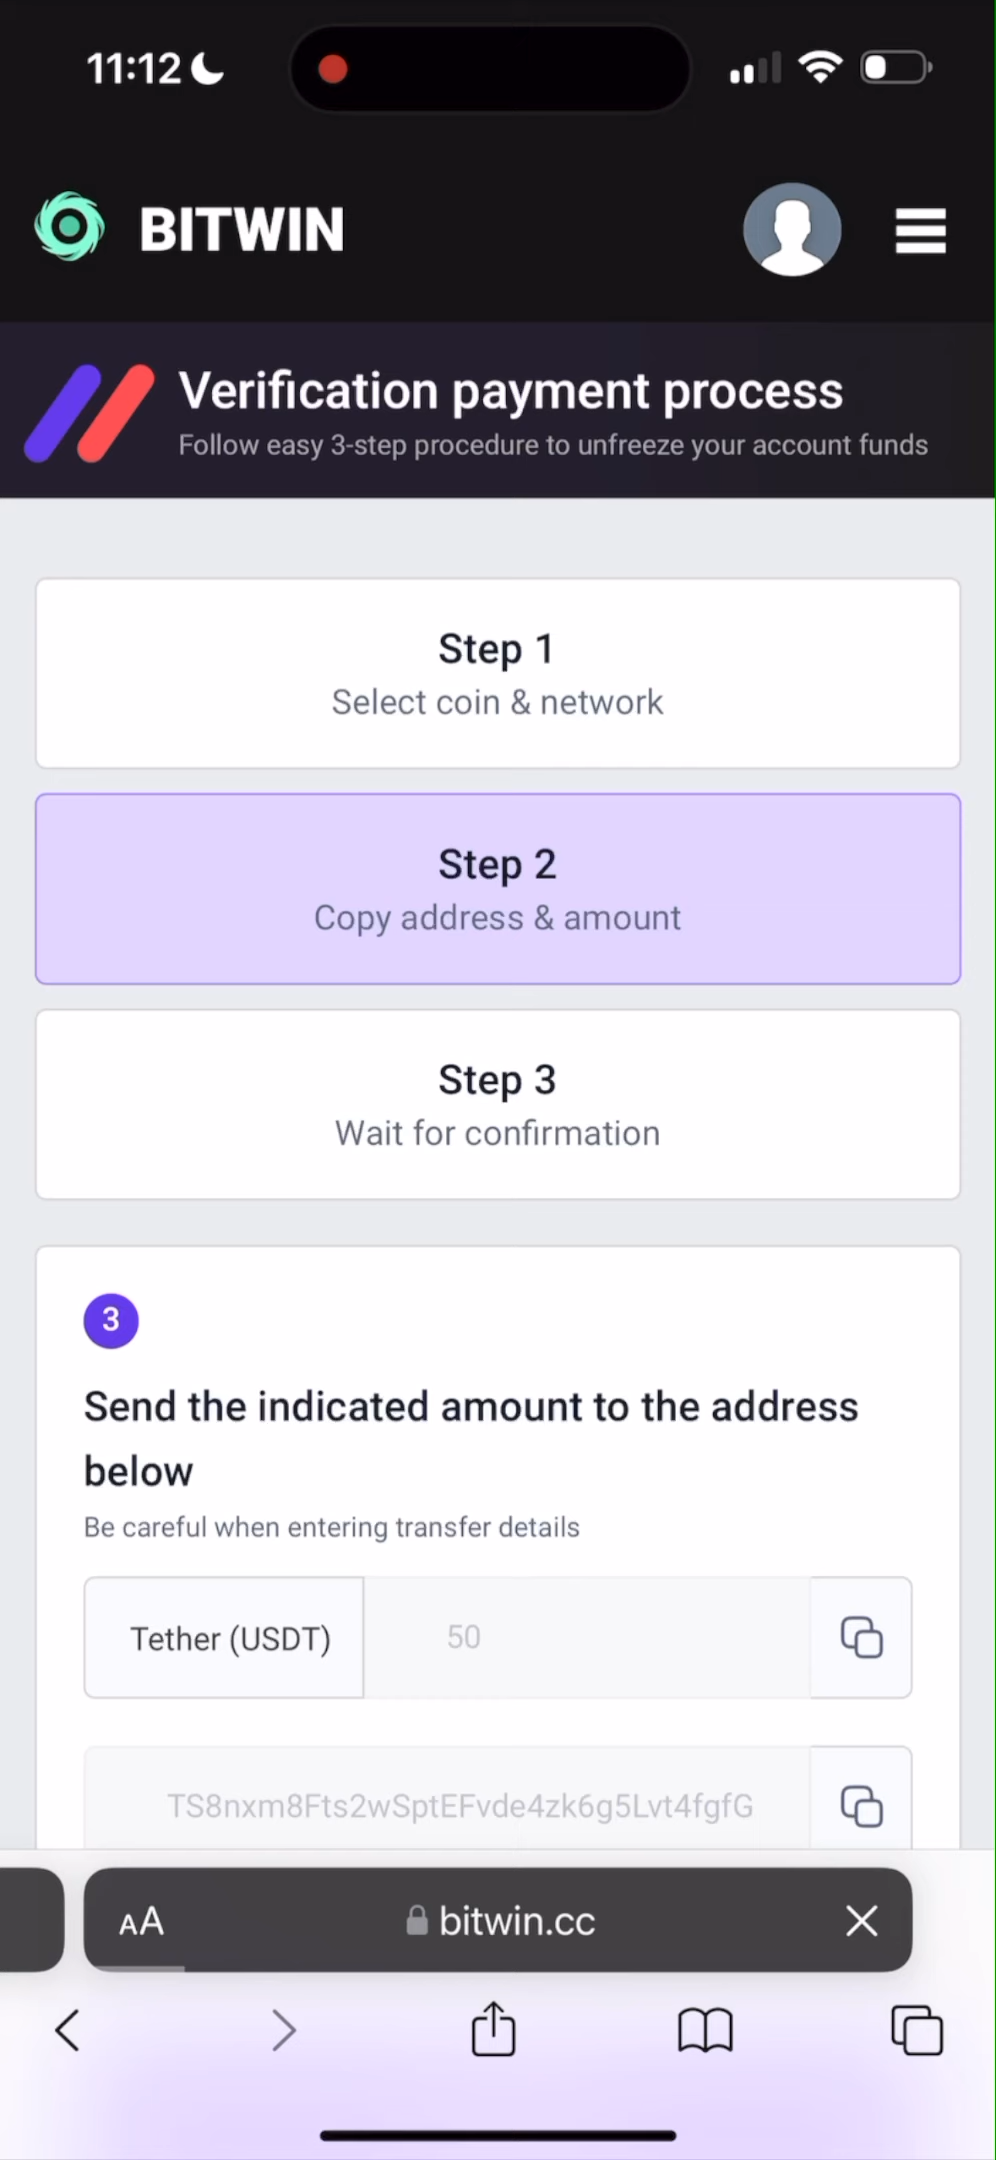 11:12
BITWIN
Verification payment process
Follow easy 3-step procedure to unfreeze your account funds
Step 1
Select coin & network
Step 2
Copy address & amount
Step 3
Wait for confirmation
3
Send the indicated amount to the address
below
Be careful when entering transfer details
Tether (USDT)
50
TS8nxm8Fts2wSptEFvde4zk6g5Lvt4fgfG
AA
bitwin.cc